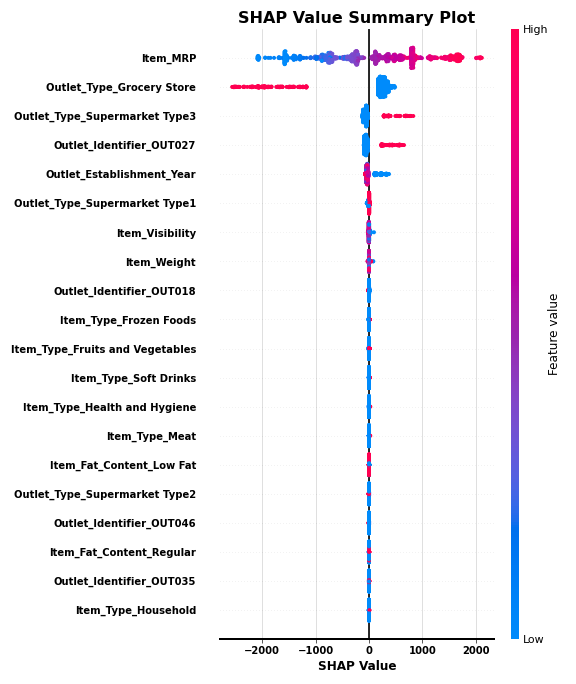 SHAP Value Summary Plot
High
Item_MRP
Outlet_Type_Grocery Store
Outlet_Type_Supermarket Type3
Outlet_Identifier_OUT027
Outlet_Establishment_Year
Outlet_Type_Supermarket Type1
Item_Visibility
Item_Weight
Outlet_Identifier_OUT018
Item_Type_Frozen Foods
Item_Type_Fruits and Vegetables
Item_Type_Soft Drinks
Item_Type_Health and Hygiene
Item_Type_Meat
Item_Fat_Content_Low Fat
Outlet_Type_Supermarket Type2
Outlet_Identifier_OUT046
Item_Fat_Content_Regular
Outlet_Identifier_OUT035
Item_Type_Household
Feature value
Low
−2000 −1000 0 1000 2000
SHAP Value